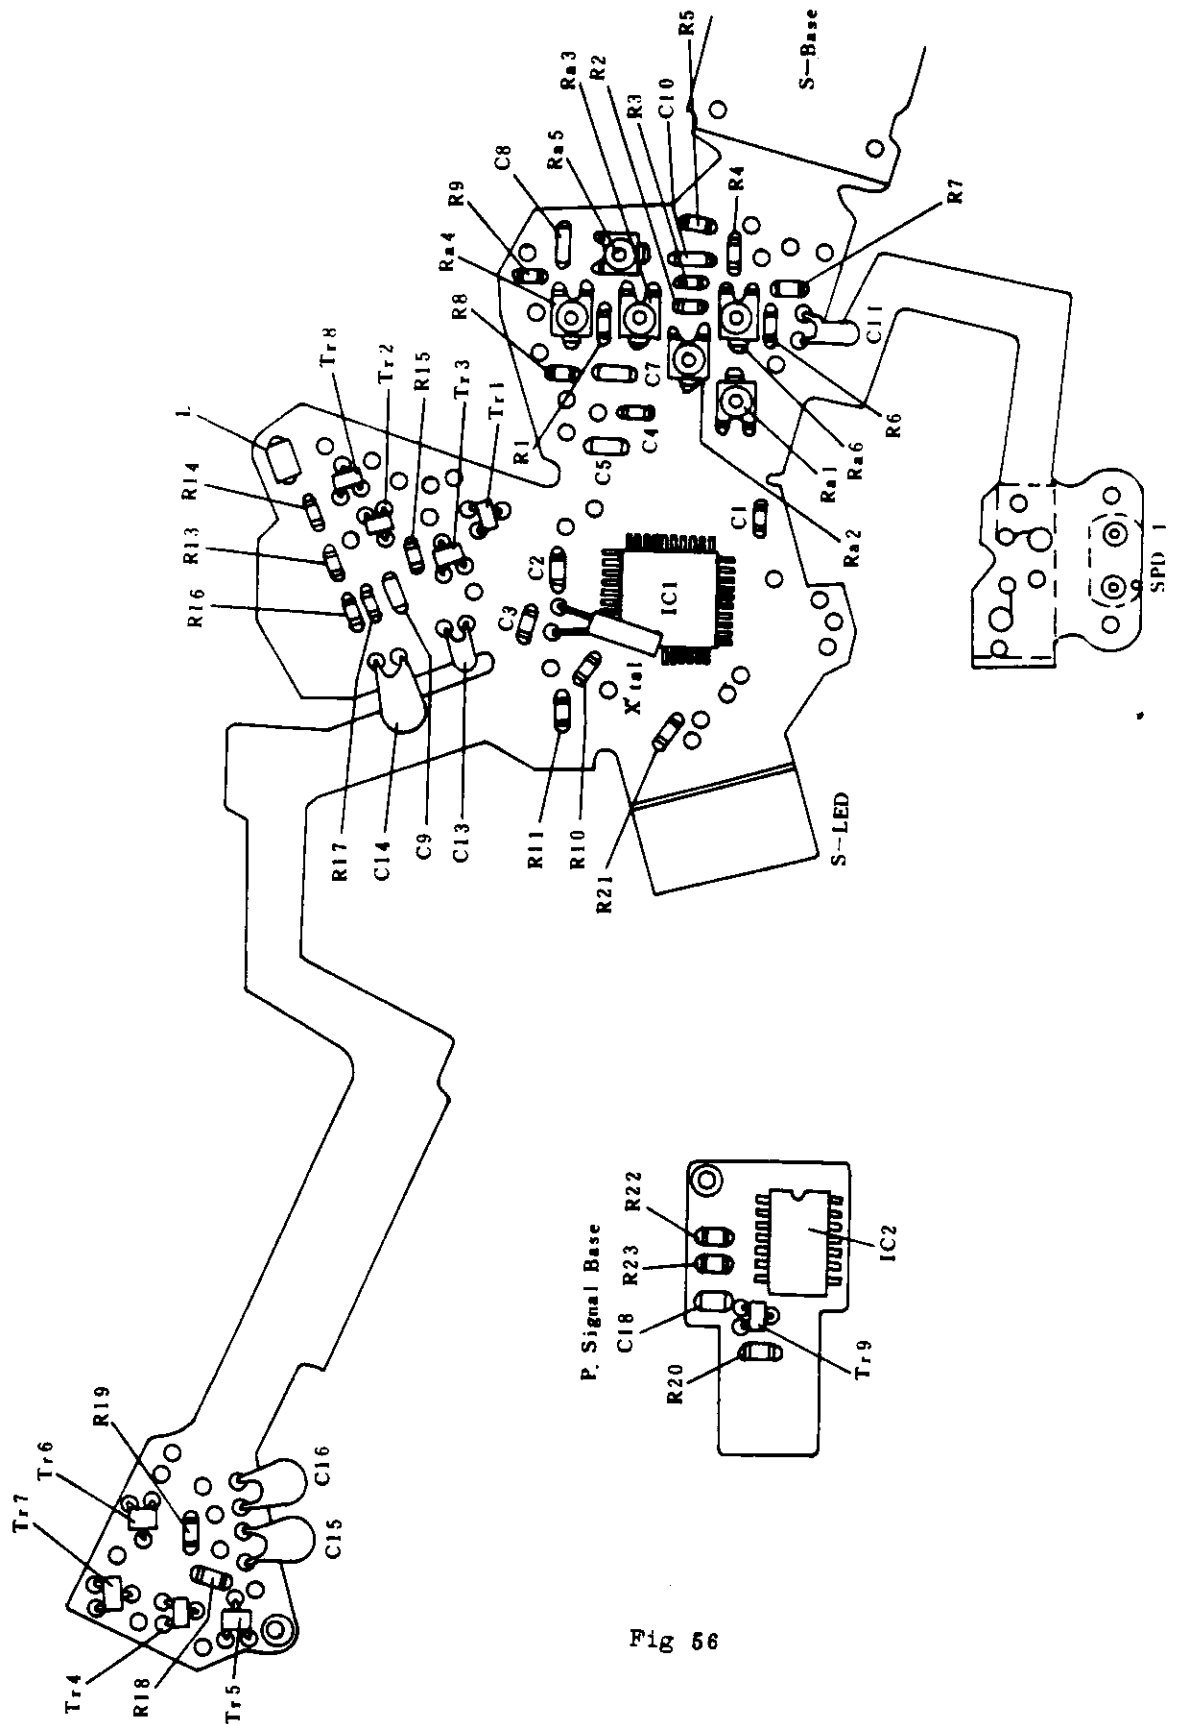 R5
Ra3
R2
R3
C10
S-Base
C8
Ra5
R9
Ra4
R4
R7
R8
Tr8
Tr2
R15
Tr3
Tr1
R1
C7
C4
C5
C11
R6
Ra6
Ra1
Ra2
L
R14
R13
R16
C1
C2
C3
IC1
X'tal
SPD 1
R17
C14
C9
C13
R11
R10
R21
S-LED
P. Signal Base
R22
R23
C18
R20
Tr9
IC2
R19
Tr6
Tr7
C16
C15
Tr4
R18
Tr5
Fig 56